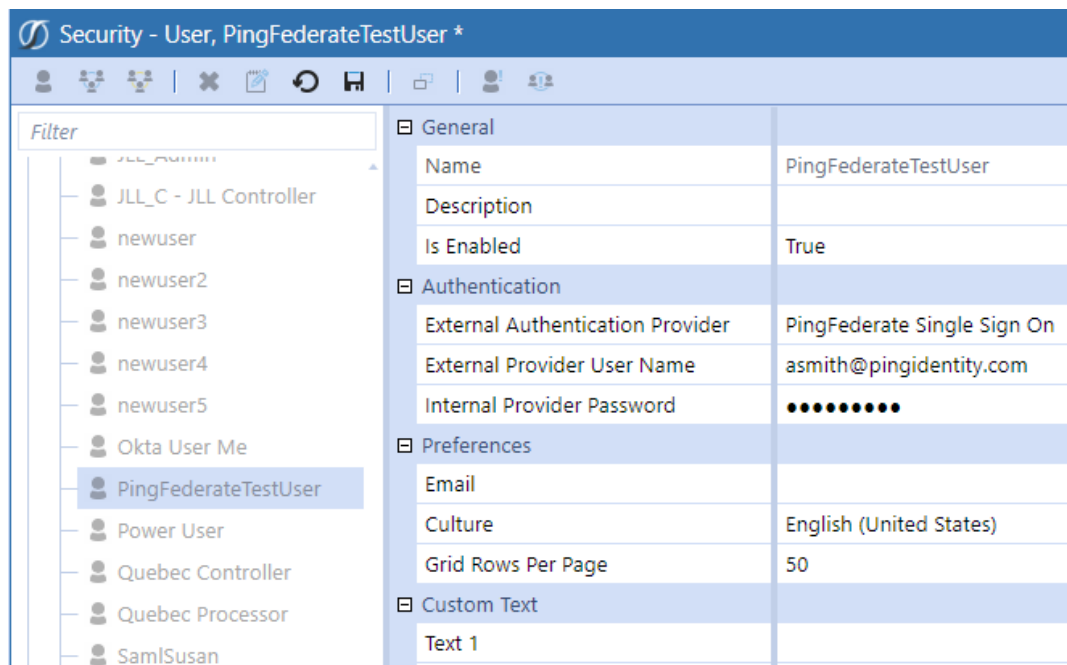 Security - User, PingFederateTestUser *
Filter
JLL_Admin
JLL_C - JLL Controller
newuser
newuser2
newuser3
newuser4
newuser5
Okta User Me
PingFederateTestUser
Power User
Quebec Controller
Quebec Processor
SamlSusan
General
Name PingFederateTestUser
Description
Is Enabled True
Authentication
External Authentication Provider PingFederate Single Sign On
External Provider User Name asmith@pingidentity.com
Internal Provider Password ●●●●●●●●●
Preferences
Email
Culture English (United States)
Grid Rows Per Page 50
Custom Text
Text 1